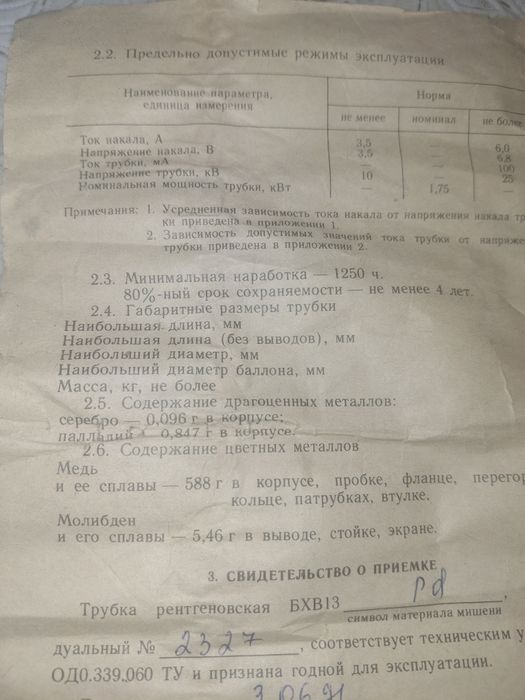 2.2. Предельно допустимые режимы эксплуатации
Наименование параметра, единица измерения
Норма
не менее номинал не более
Ток накала, А 3,5 — 6,0
Напряжение накала, В 3,5 — 6,8
Ток трубки, мА — — 100
Напряжение трубки, кВ 10 — 25
Номинальная мощность трубки, кВт — 1,75 —
Примечания: 1. Усредненная зависимость тока накала от напряжения накала тр
ки приведена в приложении 1.
2. Зависимость допустимых значений тока трубки от напряже
трубки приведена в приложении 2.
2.3. Минимальная наработка — 1250 ч.
80%-ный срок сохраняемости — не менее 4 лет.
2.4. Габаритные размеры трубки
Наибольшая длина, мм
Наибольшая длина (без выводов), мм
Наибольший диаметр, мм
Наибольший диаметр баллона, мм
Масса, кг, не более
2.5. Содержание драгоценных металлов:
серебро — 0,096 г в корпусе;
палладий 0,847 г в корпусе.
2.6. Содержание цветных металлов
Медь
и ее сплавы — 588 г в корпусе, пробке, фланце, перегор
кольце, патрубках, втулке.
Молибден
и его сплавы — 5,46 г в выводе, стойке, экране.
3. СВИДЕТЕЛЬСТВО О ПРИЕМКЕ
Трубка рентгеновская БХВ13 Pd,
символ материала мишени
дуальный № 2327, соответствует техническим у
ОД0.339.060 ТУ и признана годной для эксплуатации.